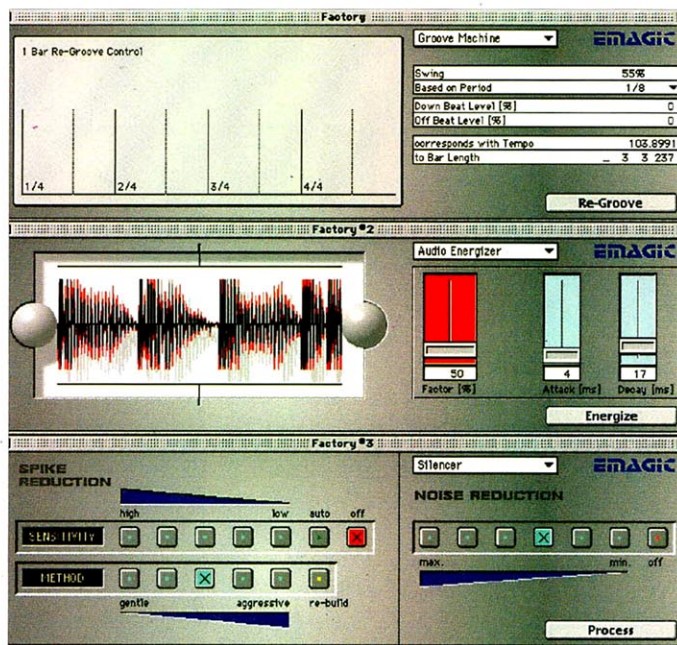 Factory
1 Bar Re-Groove Control
1/4 2/4 3/4 4/4
Groove Machine
EMAGIC
Swing 55%
Based on Period 1/8
Down Beat Level [%] 0
Off Beat Level [%] 0
corresponds with Tempo 103.8991
to Bar Length _ 3 3 237
Re-Groove
Factory #2
Audio Energizer
EMAGIC
50 4 17
Factor [%] Attack [ms] Decay [ms]
Energize
Factory #3
SPIKE
REDUCTION
high low auto off
SENSITIVITY
METHOD
gentle aggressive re-build
Silencer
EMAGIC
NOISE REDUCTION
max. min. off
Process